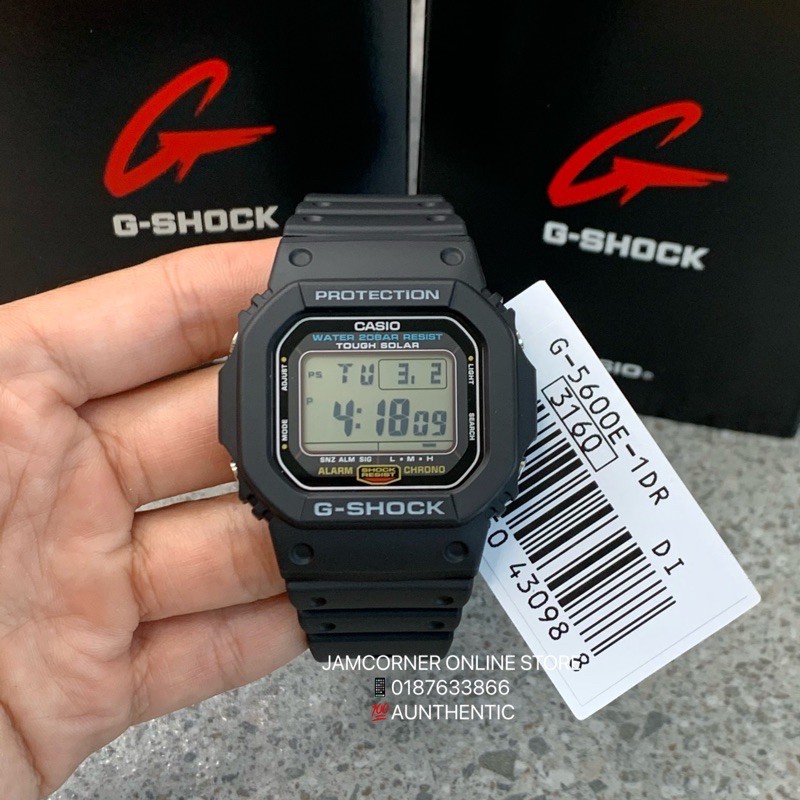 G-SHOCK
G-SHOCK
PROTECTION
CASIO
WATER 20BAR RESIST
TOUGH SOLAR
ADJUST
LIGHT
MODE
SEARCH
PS TU 3. 2
P
4:18 09
SNZ ALM SIG L • M • H
ALARM SHOCK RESIST CHRONO
G-SHOCK
G-5600E-1DR DI
3160
0 43098 8
JAMCORNER ONLINE STORE
📱0187633866
💯AUNTHENTIC